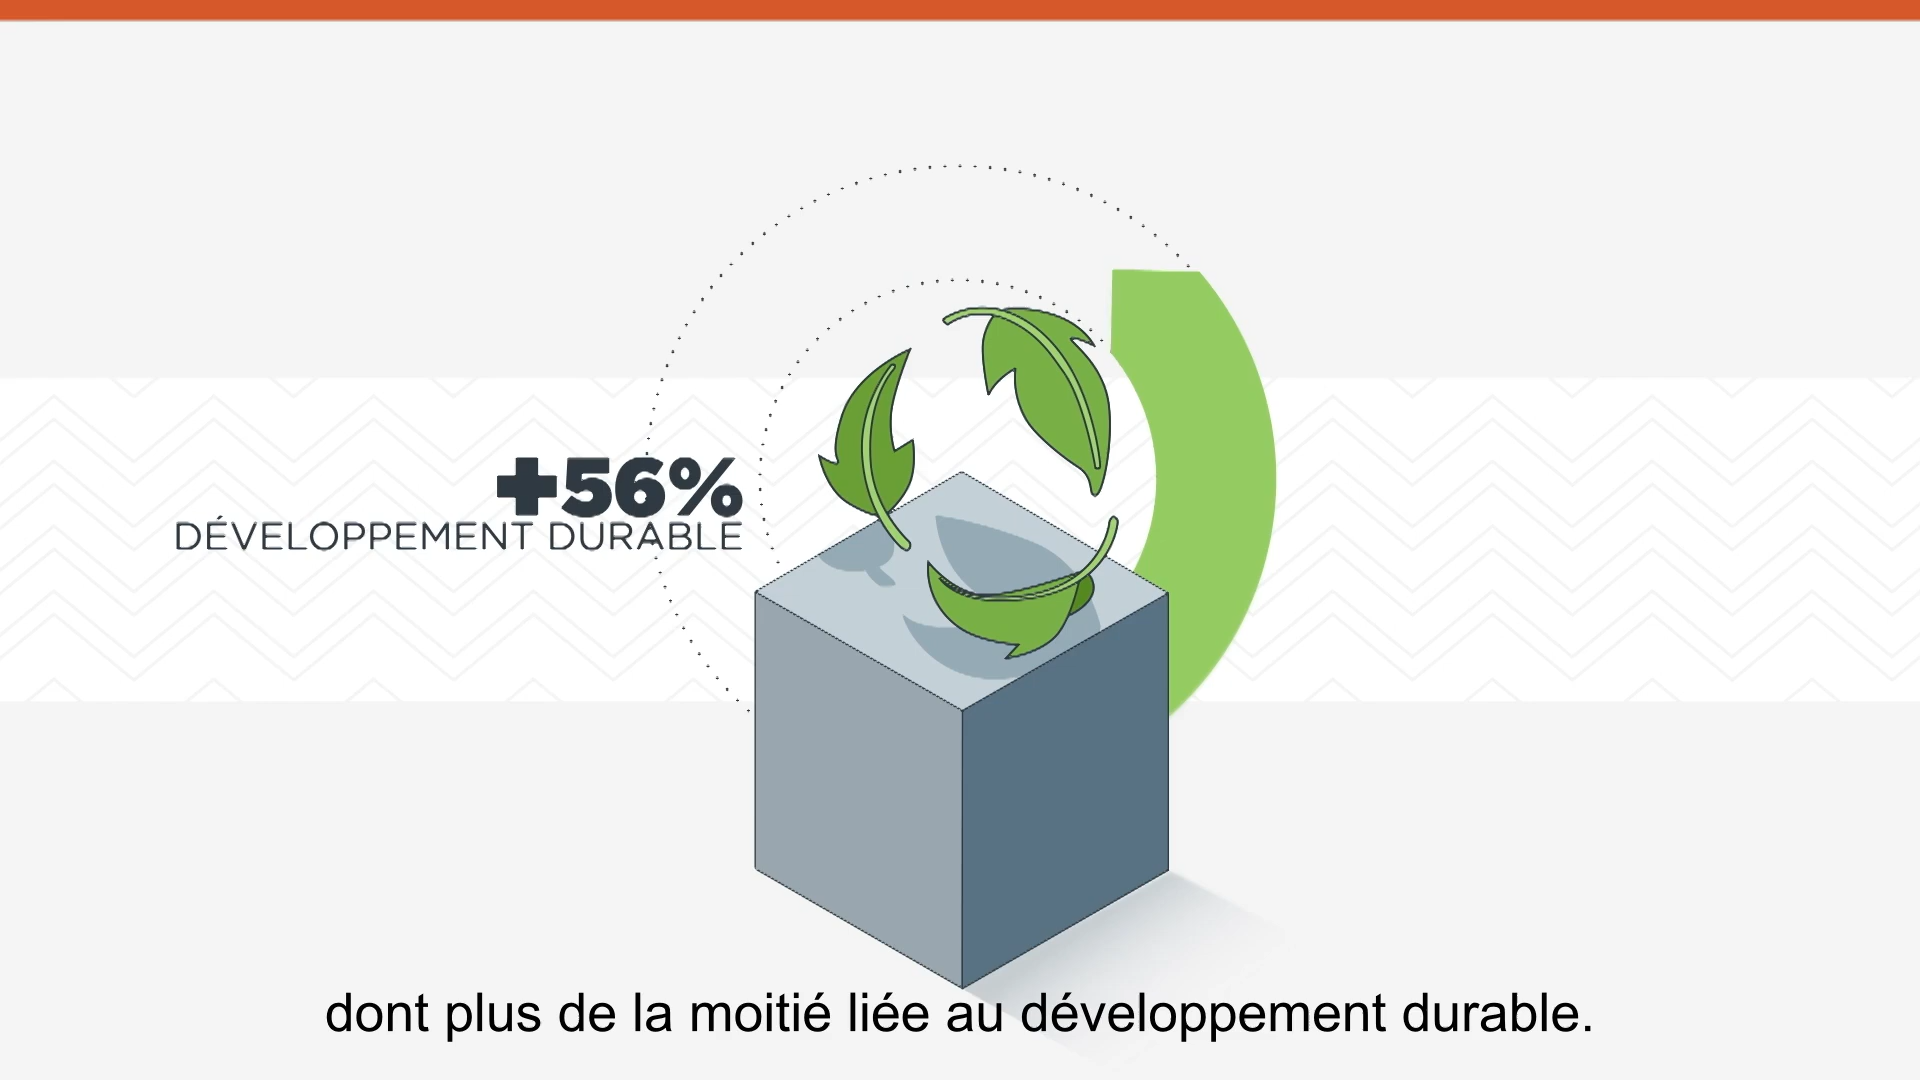 +56%
DÉVELOPPEMENT DURABLE
dont plus de la moitié liée au développement durable.